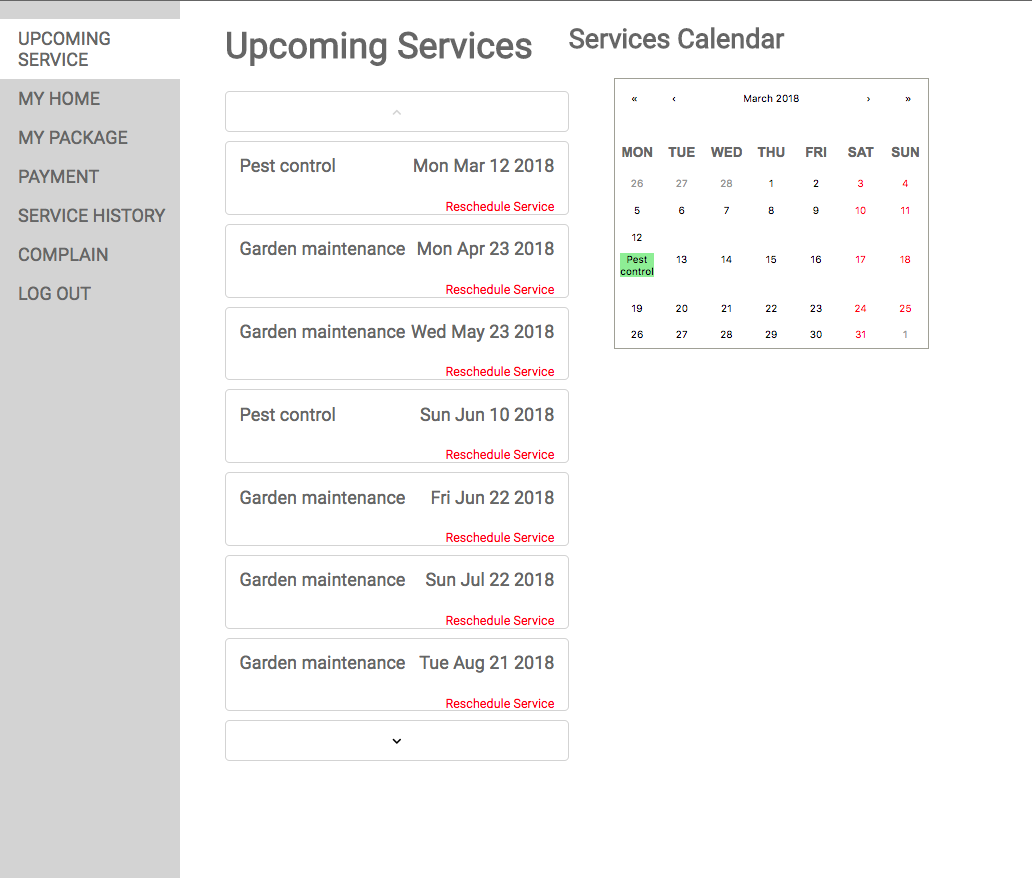 UPCOMING
SERVICE
MY HOME
MY PACKAGE
PAYMENT
SERVICE HISTORY
COMPLAIN
LOG OUT
Upcoming Services
Pest control Mon Mar 12 2018
Reschedule Service
Garden maintenance Mon Apr 23 2018
Reschedule Service
Garden maintenance Wed May 23 2018
Reschedule Service
Pest control Sun Jun 10 2018
Reschedule Service
Garden maintenance Fri Jun 22 2018
Reschedule Service
Garden maintenance Sun Jul 22 2018
Reschedule Service
Garden maintenance Tue Aug 21 2018
Reschedule Service
Services Calendar
« ‹ March 2018 › »
MON TUE WED THU FRI SAT SUN
26 27 28 1 2 3 4
5 6 7 8 9 10 11
12
Pest
control
13 14 15 16 17 18
19 20 21 22 23 24 25
26 27 28 29 30 31 1